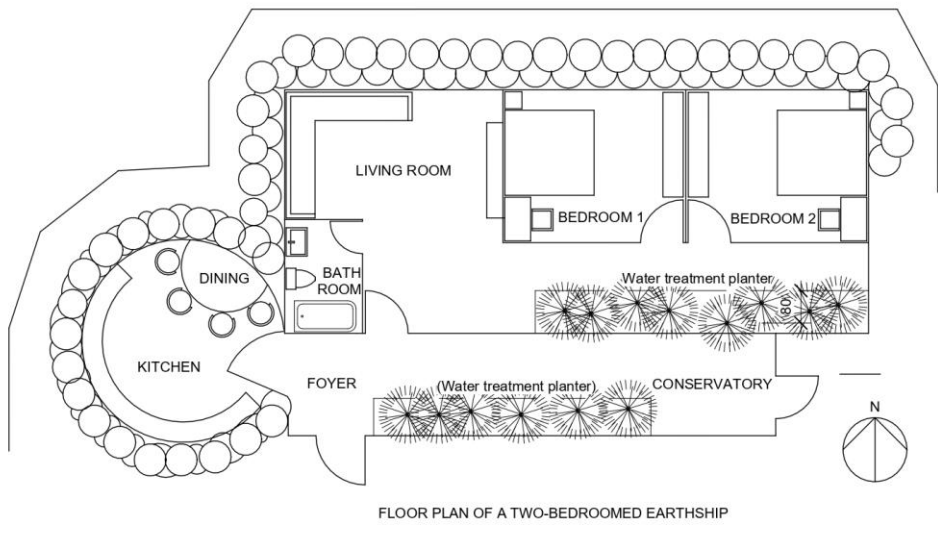 LIVING ROOM
BEDROOM 1
BEDROOM 2
DINING
BATH
ROOM
Water treatment planter
80
KITCHEN
FOYER
(Water treatment planter)
CONSERVATORY
N
FLOOR PLAN OF A TWO-BEDROOMED EARTHSHIP